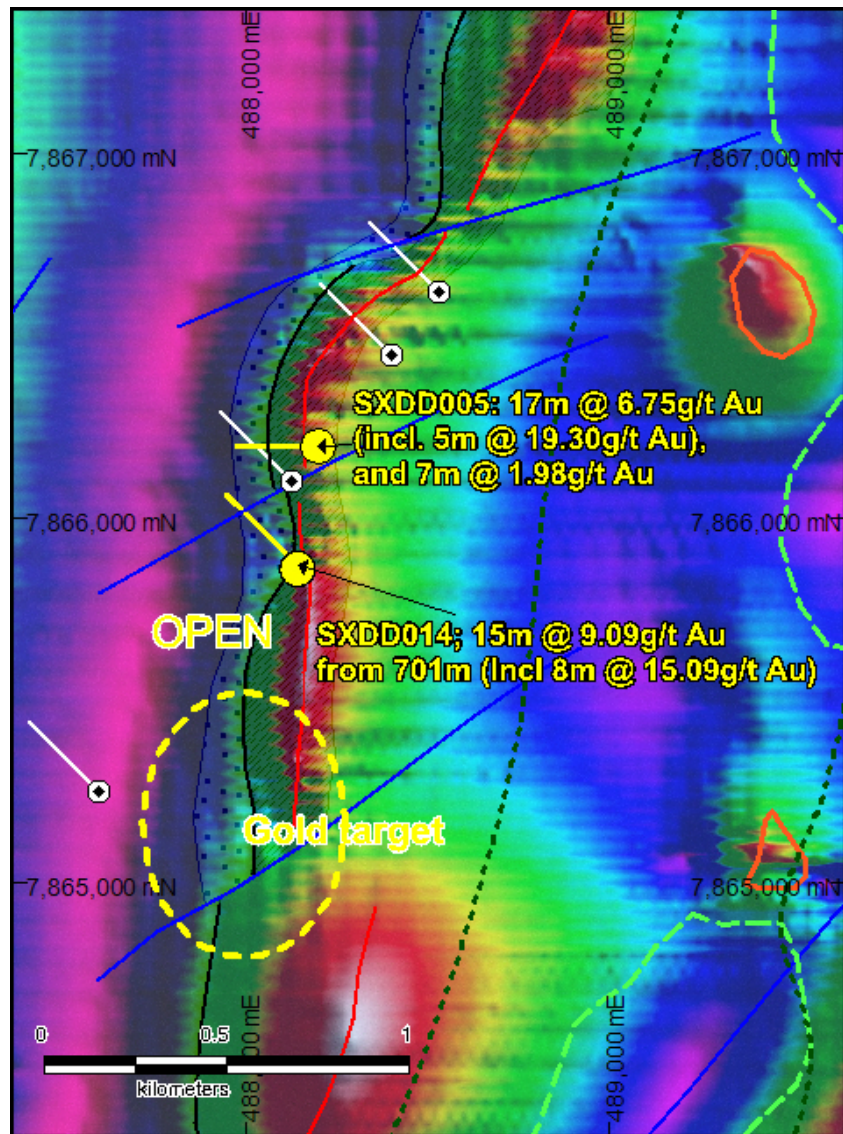 488,000 mE
489,000 mE
7,867,000 mN
7,867,000 mN
SXDD005: 17m @ 6.75g/t Au
(incl. 5m @ 19.30g/t Au),
and 7m @ 1.98g/t Au
7,866,000 mN
7,866,000 mN
OPEN
SXDD014; 15m @ 9.09g/t Au
from 701m (Incl 8m @ 15.09g/t Au)
Gold target
7,865,000 mN
7,865,000 mN
488,000 mE
489,000 mE
0 0.5 1
kilometers